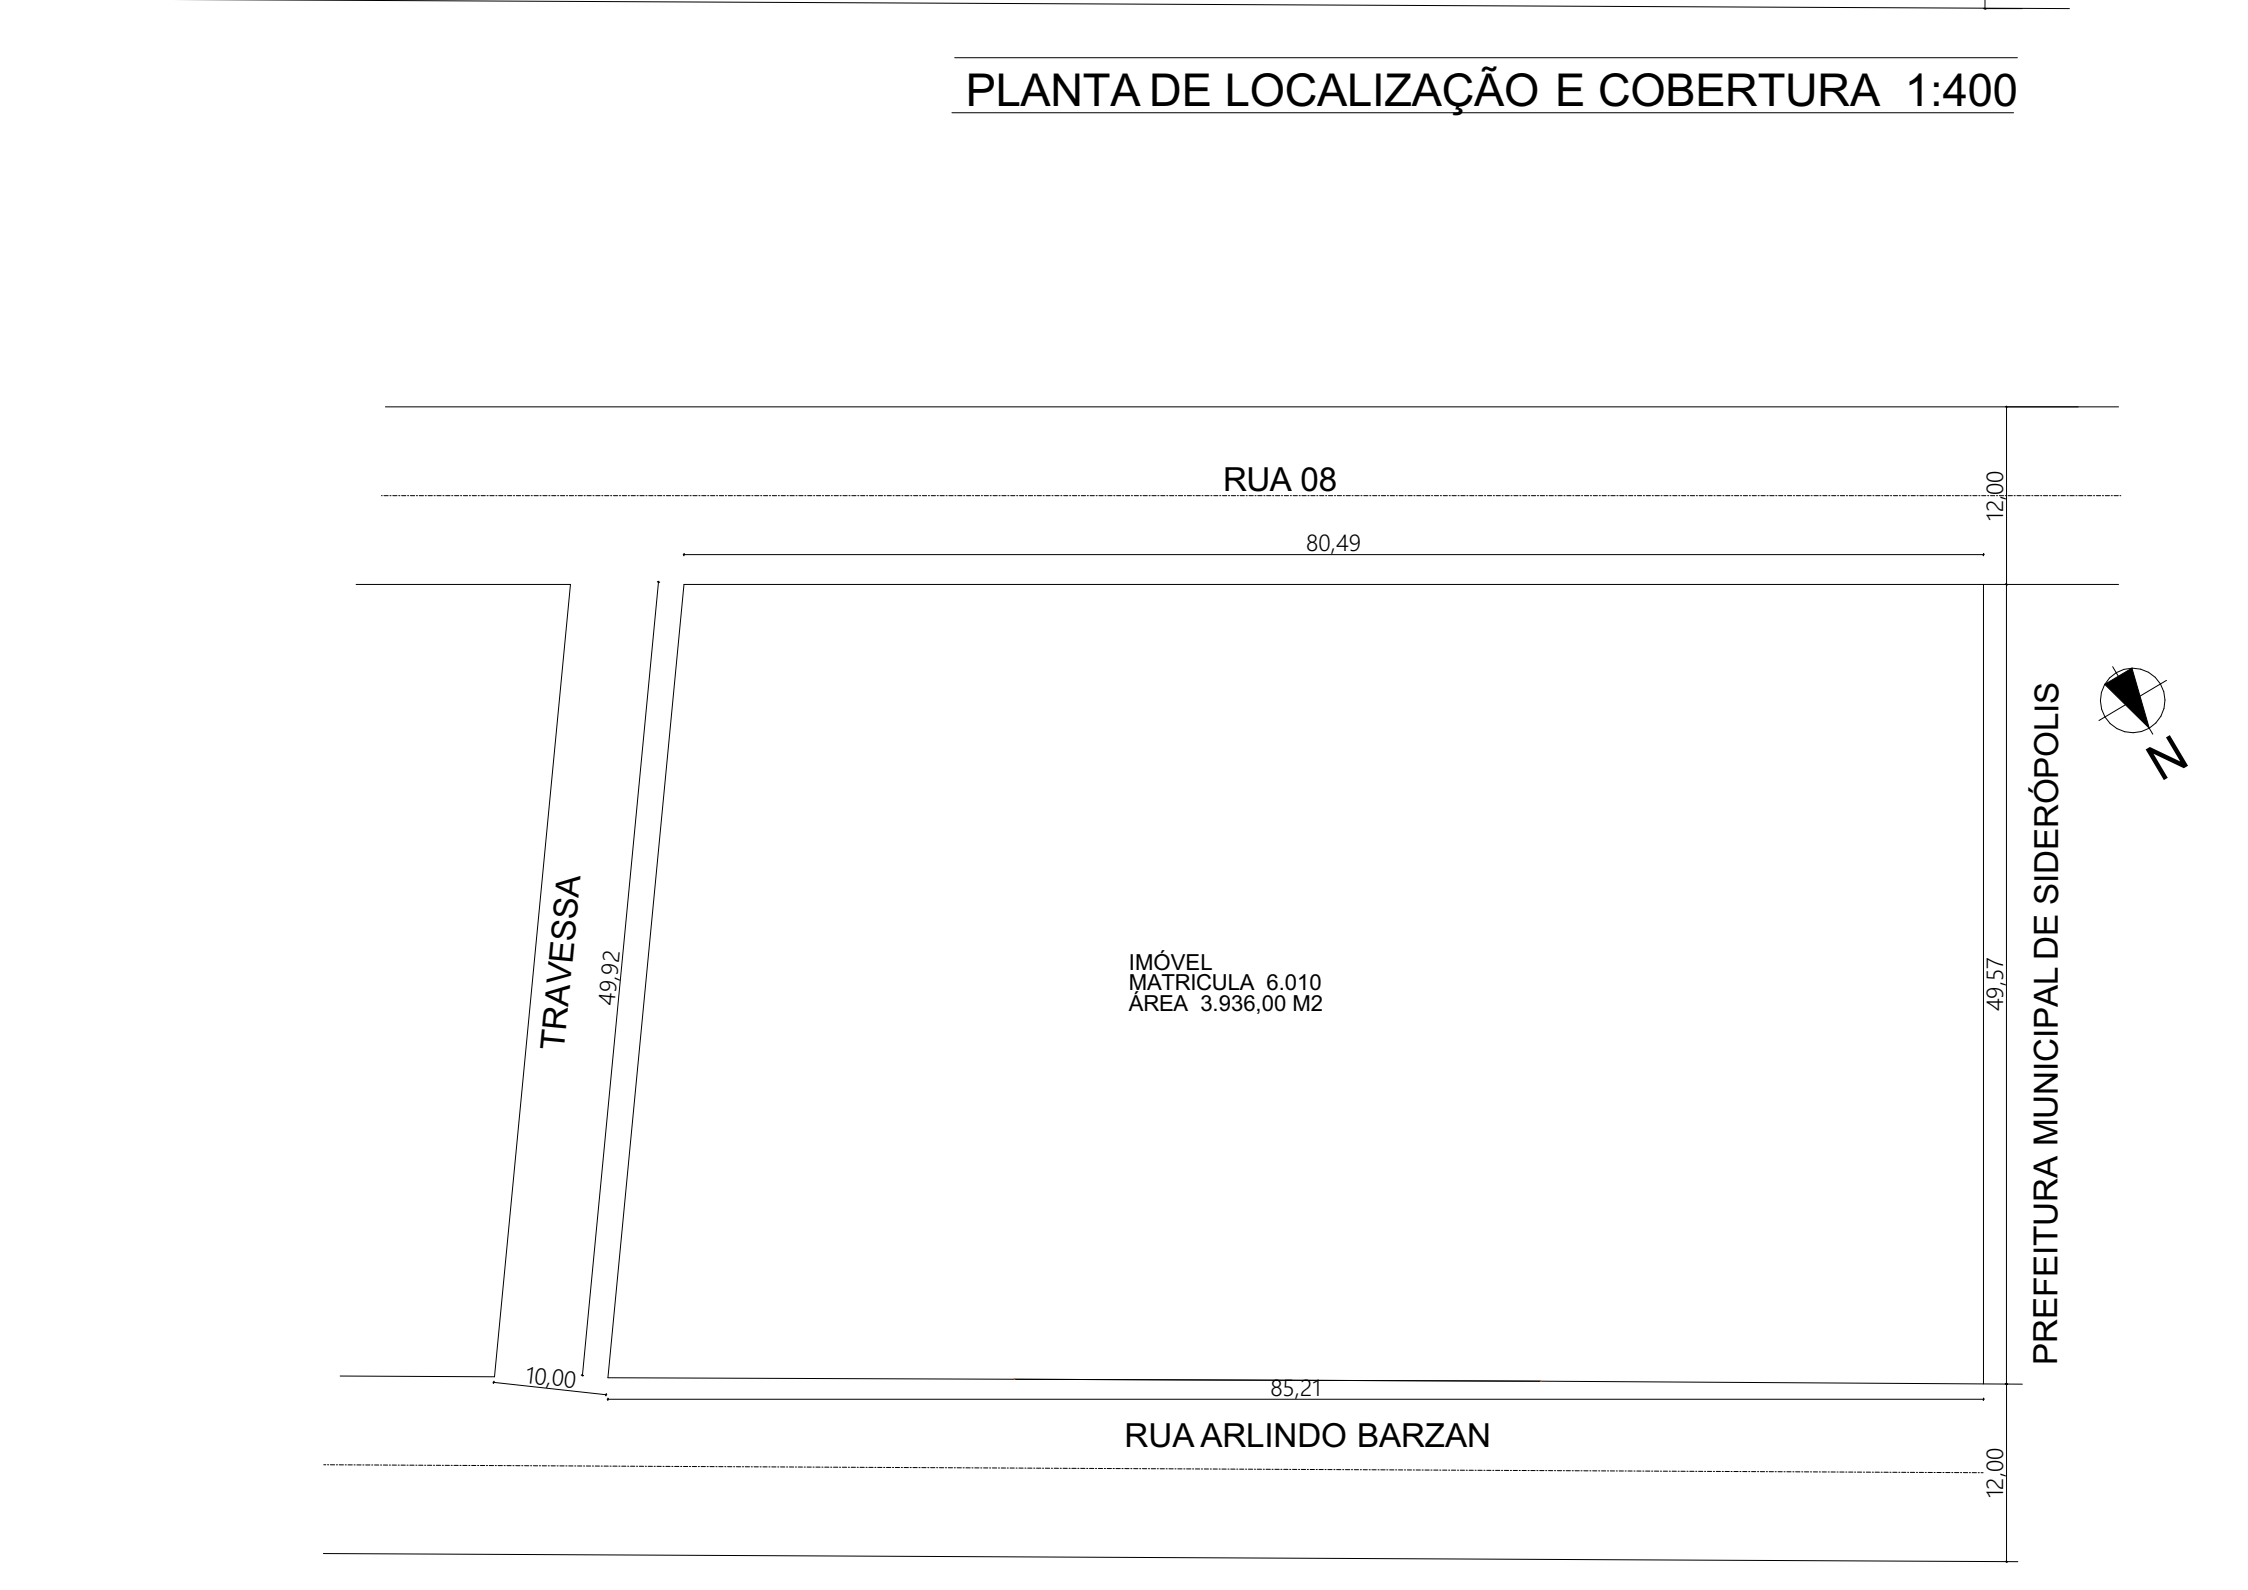 PLANTA DE LOCALIZAÇÃO E COBERTURA 1:400
RUA 08
12,00
80,49
TRAVESSA
49,92
IMÓVEL
MATRICULA 6.010
ÁREA 3.936,00 M2
49,57
PREFEITURA MUNICIPAL DE SIDERÓPOLIS
N
10,00
85,21
RUA ARLINDO BARZAN
12,00